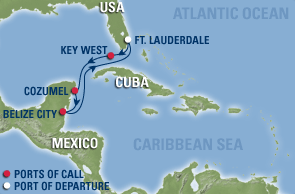 USA
ATLANTIC OCEAN
FT. LAUDERDALE
KEY WEST
CUBA
COZUMEL
BELIZE CITY
MEXICO
CARIBBEAN SEA
PORTS OF CALL
PORT OF DEPARTURE